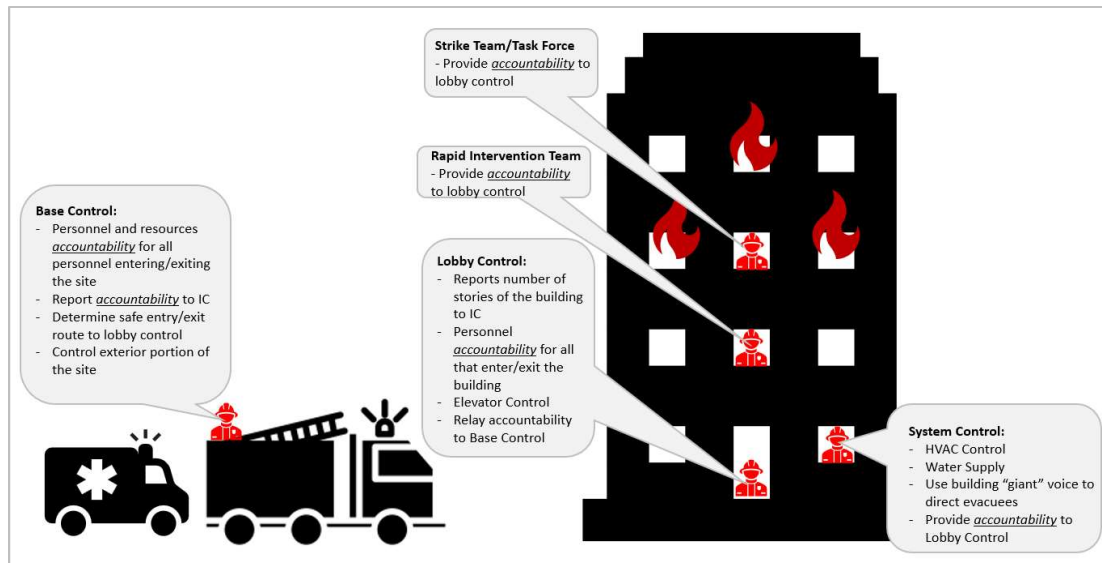 Strike Team/Task Force
- Provide accountability to
lobby control
Rapid Intervention Team
- Provide accountability
to lobby control
Base Control:
- Personnel and resources
accountability for all
personnel entering/exiting
the site
- Report accountability to IC
- Determine safe entry/exit
route to lobby control
- Control exterior portion of
the site
Lobby Control:
- Reports number of
stories of the building
to IC
- Personnel
accountability for all
that enter/exit the
building
- Elevator Control
- Relay accountability
to Base Control
System Control:
- HVAC Control
- Water Supply
- Use building “giant” voice to
direct evacuees
- Provide accountability to
Lobby Control